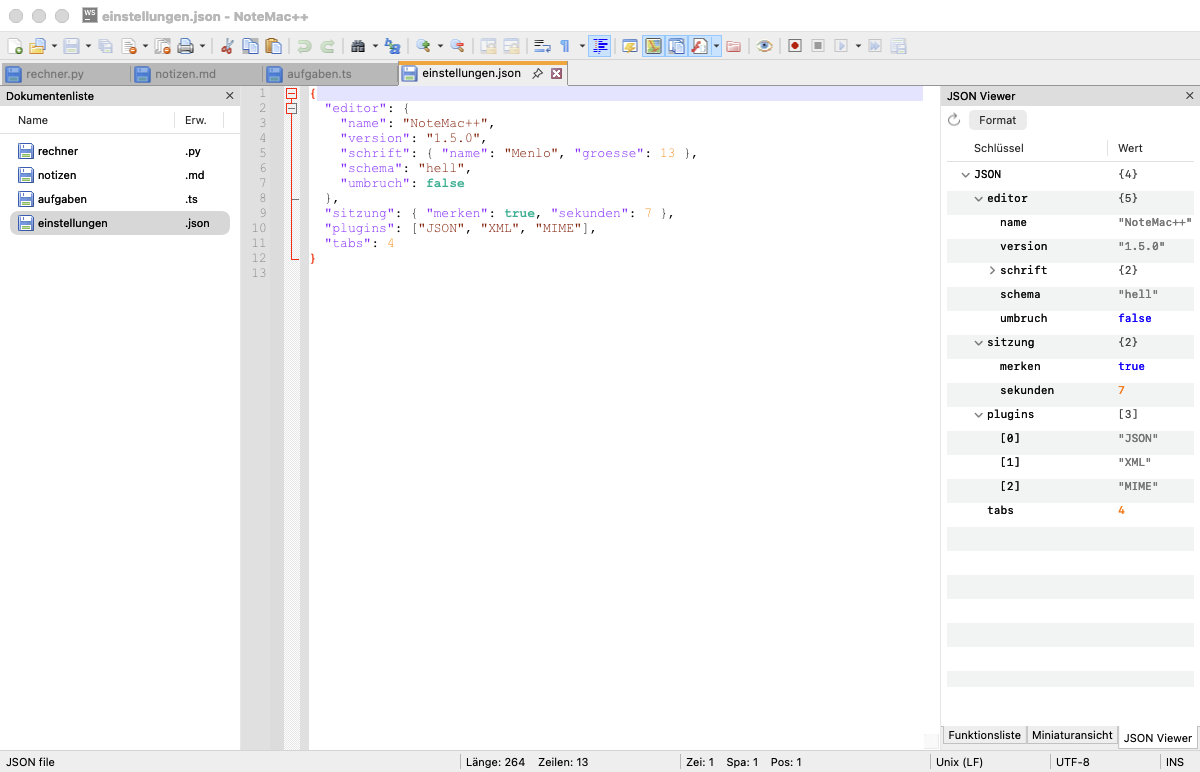 WS einstellungen.json - NoteMac++
rechner.py
notizen.md
aufgaben.ts
einstellungen.json
Dokumentenliste
Name Erw.
rechner .py
notizen .md
aufgaben .ts
einstellungen .json
1 {
2 "editor": {
3 "name": "NoteMac++",
4 "version": "1.5.0",
5 "schrift": { "name": "Menlo", "groesse": 13 },
6 "schema": "hell",
7 "umbruch": false
8 },
9 "sitzung": { "merken": true, "sekunden": 7 },
10 "plugins": ["JSON", "XML", "MIME"],
11 "tabs": 4
12 }
13
JSON Viewer
Format
Schlüssel Wert
JSON {4}
editor {5}
name "NoteMac++"
version "1.5.0"
schrift {2}
schema "hell"
umbruch false
sitzung {2}
merken true
sekunden 7
plugins [3]
[0] "JSON"
[1] "XML"
[2] "MIME"
tabs 4
Funktionsliste Miniaturansicht JSON Viewer
JSON file Länge: 264 Zeilen: 13 Zei: 1 Spa: 1 Pos: 1 Unix (LF) UTF-8 INS